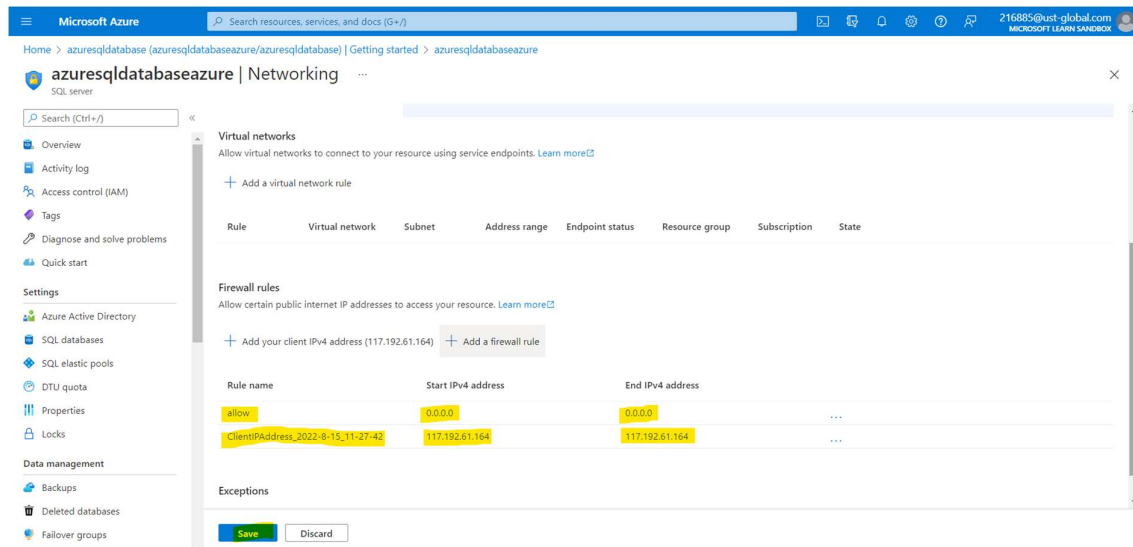 Microsoft Azure
Search resources, services, and docs (G+/)
216885@ust-global.com
MICROSOFT LEARN SANDBOX
Home > azuresqldatabase (azuresqldatabaseazure/azuresqldatabase) | Getting started > azuresqldatabaseazure
azuresqldatabaseazure | Networking ...
SQL server
Search (Ctrl+/)
Overview
Activity log
Access control (IAM)
Tags
Diagnose and solve problems
Quick start
Settings
Azure Active Directory
SQL databases
SQL elastic pools
DTU quota
Properties
Locks
Data management
Backups
Deleted databases
Failover groups
Virtual networks
Allow virtual networks to connect to your resource using service endpoints. Learn more
+ Add a virtual network rule
Rule Virtual network Subnet Address range Endpoint status Resource group Subscription State
Firewall rules
Allow certain public internet IP addresses to access your resource. Learn more
+ Add your client IPv4 address (117.192.61.164) + Add a firewall rule
Rule name Start IPv4 address End IPv4 address
allow 0.0.0.0 0.0.0.0 ...
ClientIPAddress_2022-8-15_11-27-42 117.192.61.164 117.192.61.164 ...
Exceptions
Save Discard